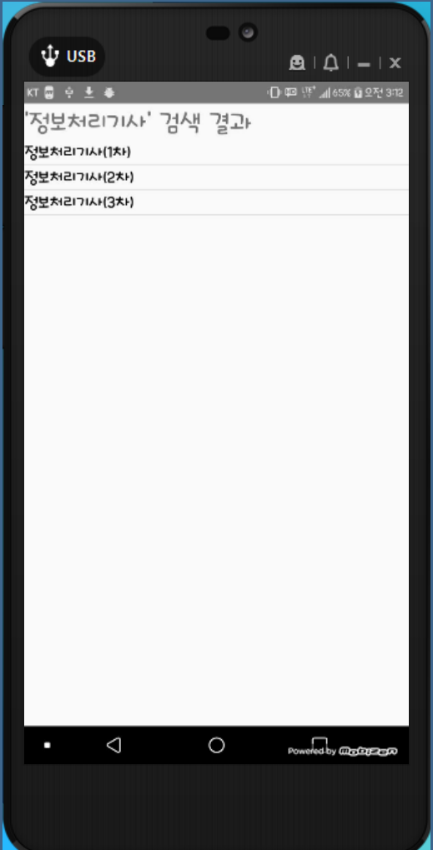 USB
KT 65% 오전 3:12
'정보처리기사' 검색 결과
정보처리기사(1차)
정보처리기사(2차)
정보처리기사(3차)
Powered by mobizen